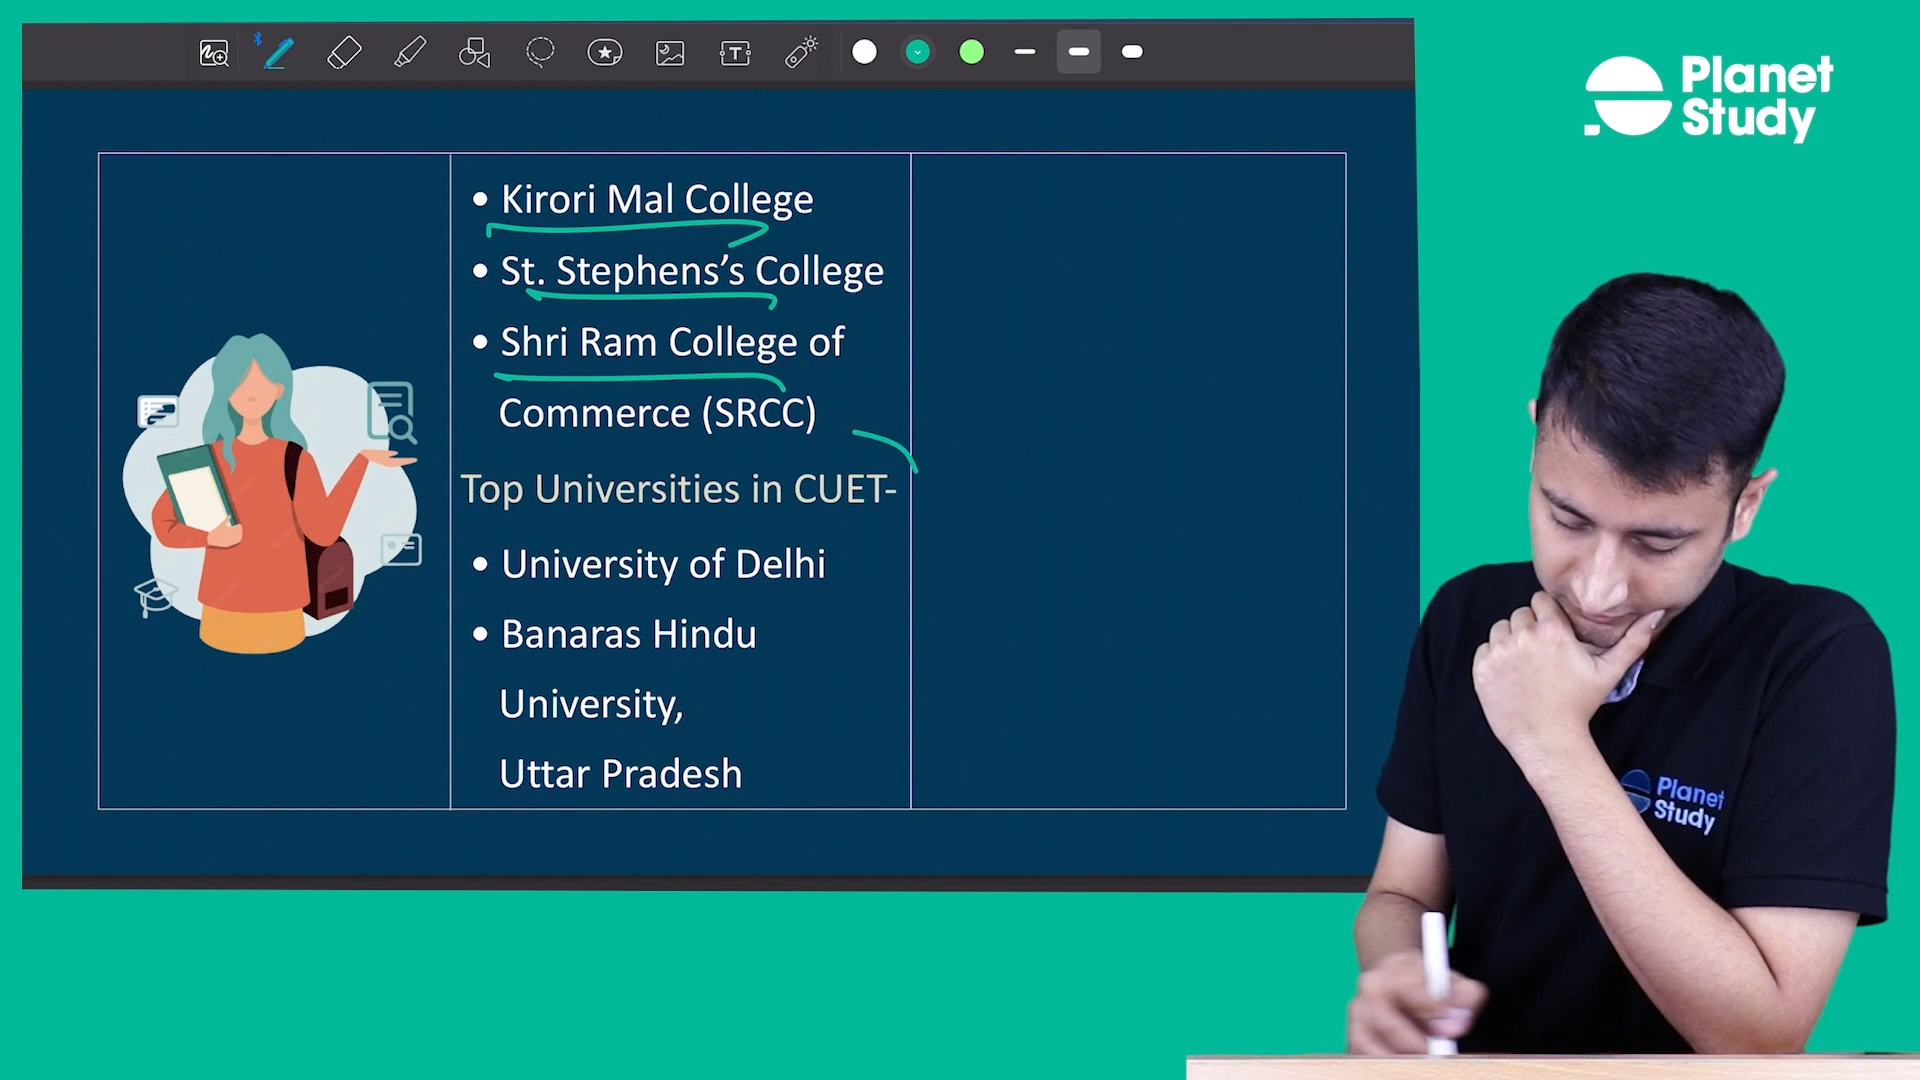 Planet
Study
• Kirori Mal College
• St. Stephens’s College
• Shri Ram College of
Commerce (SRCC)
Top Universities in CUET-
• University of Delhi
• Banaras Hindu
University,
Uttar Pradesh
Planet
Study